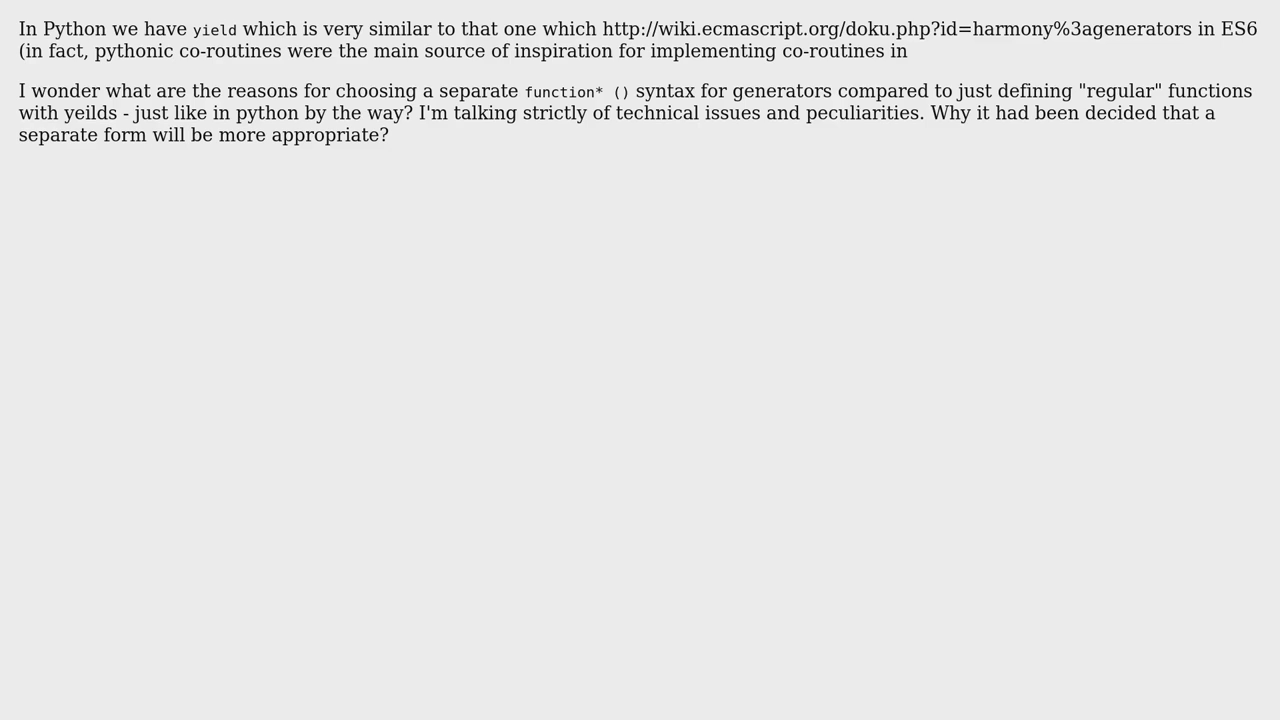 In Python we have yield which is very similar to that one which http://wiki.ecmascript.org/doku.php?id=harmony%3agenerators in ES6
(in fact, pythonic co-routines were the main source of inspiration for implementing co-routines in
I wonder what are the reasons for choosing a separate function* () syntax for generators compared to just defining "regular" functions
with yeilds - just like in python by the way? I'm talking strictly of technical issues and peculiarities. Why it had been decided that a
separate form will be more appropriate?